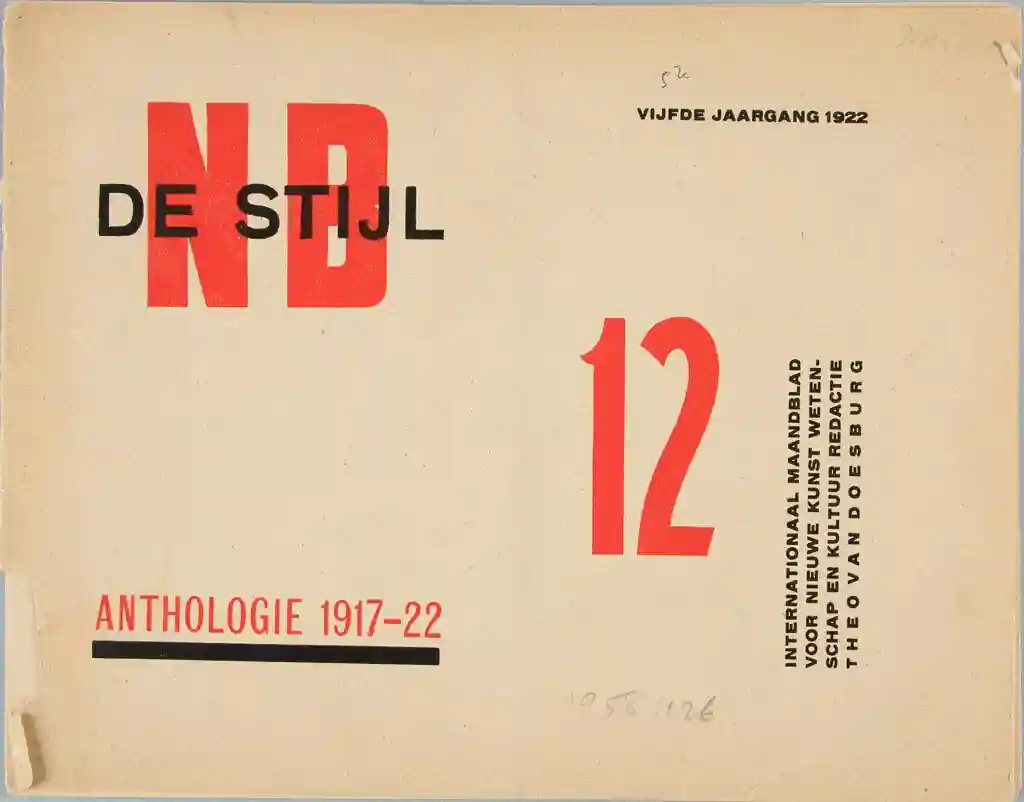 NB
DE STIJL
VIJFDE JAARGANG 1922
12
INTERNATIONAAL MAANDBLAD
VOOR NIEUWE KUNST WETEN-
SCHAP EN KULTUUR REDACTIE
THEO VAN DOESBURG
ANTHOLOGIE 1917-22